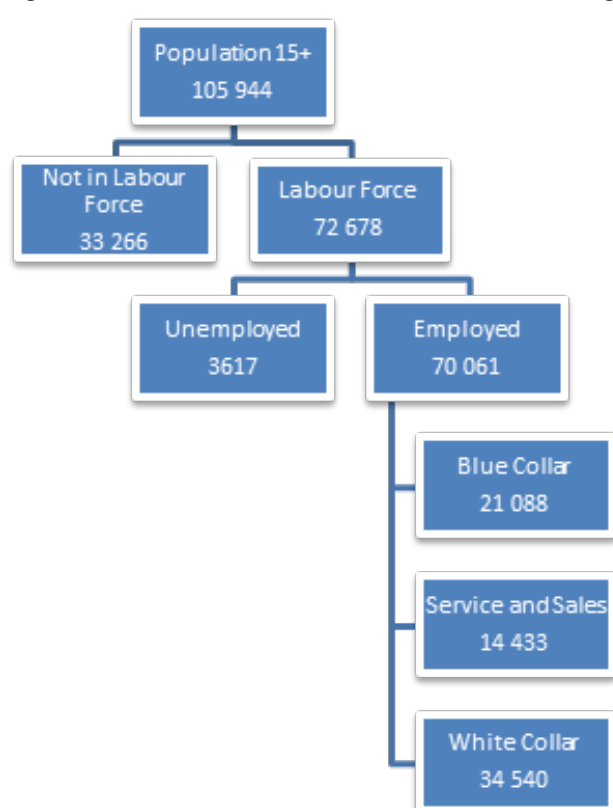 Population 15+
105 944
Not in Labour
Force
33 266
Labour Force
72 678
Unemployed
3617
Employed
70 061
Blue Collar
21 088
Service and Sales
14 433
White Collar
34 540